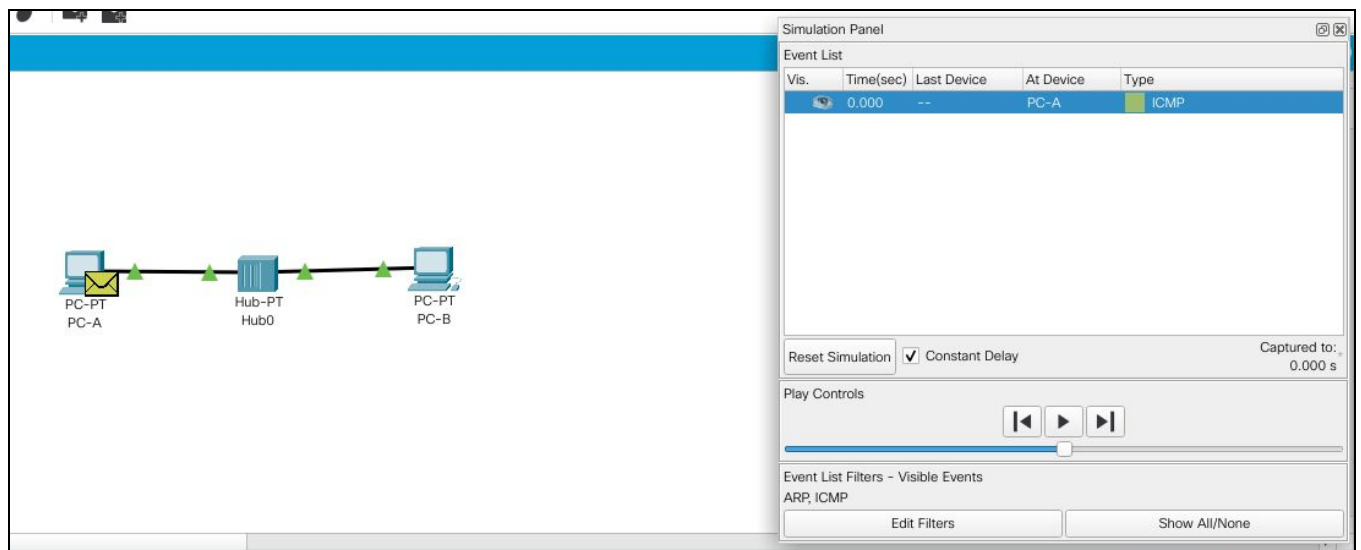 Simulation Panel
Event List
Vis. Time(sec) Last Device At Device Type
0.000 -- PC-A ICMP
PC-PT
PC-A
Hub-PT
Hub0
PC-PT
PC-B
Reset Simulation Constant Delay
Captured to:
0.000 s
Play Controls
Event List Filters - Visible Events
ARP, ICMP
Edit Filters Show All/None